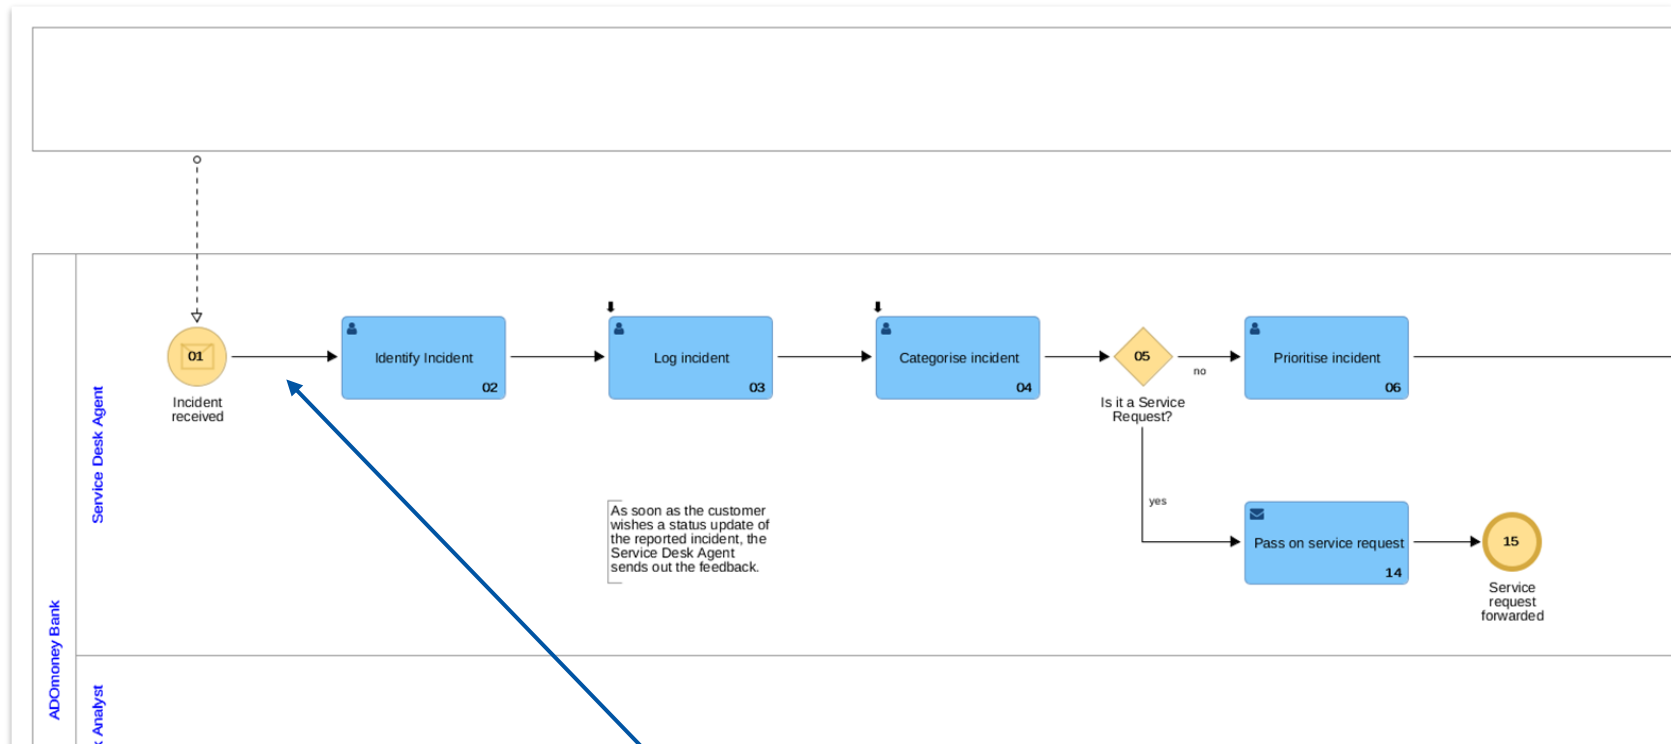 01
Incident
received
Identify Incident
02
Log incident
03
Categorise incident
04
05
Is it a Service
Request?
no
Prioritise incident
06
yes
Pass on service request
14
15
Service
request
forwarded
As soon as the customer
wishes a status update of
the reported incident, the
Service Desk Agent
sends out the feedback.
Service Desk Agent
ADOmoney Bank
Analyst